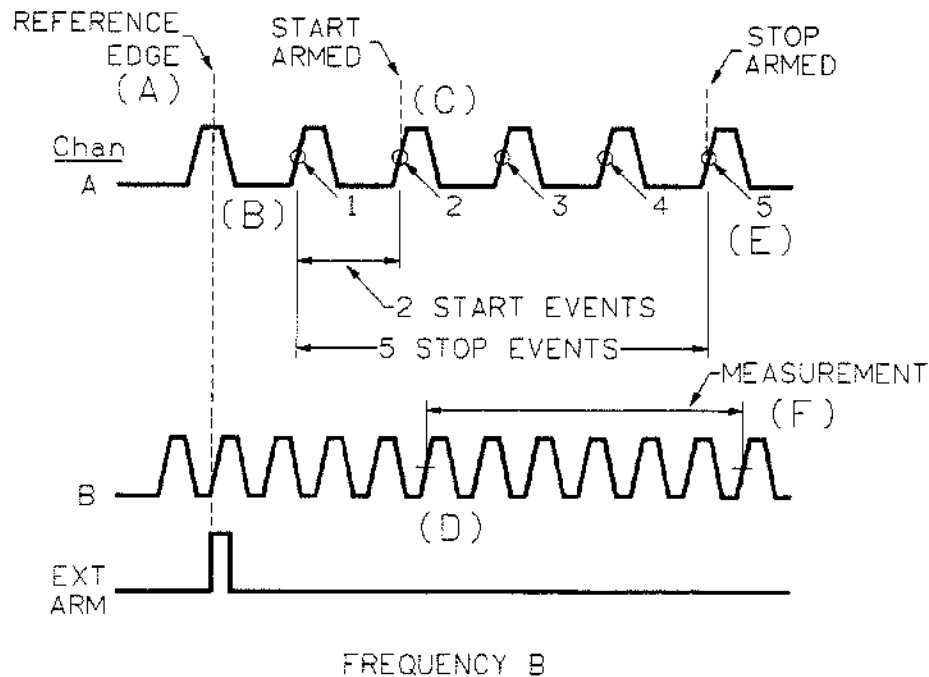 REFERENCE
EDGE
(A)
START
ARMED
(C)
STOP
ARMED
Chan
A
(B)
1
2
3
4
5
(E)
2 START EVENTS
5 STOP EVENTS
MEASUREMENT
(F)
B
(D)
EXT
ARM
FREQUENCY B